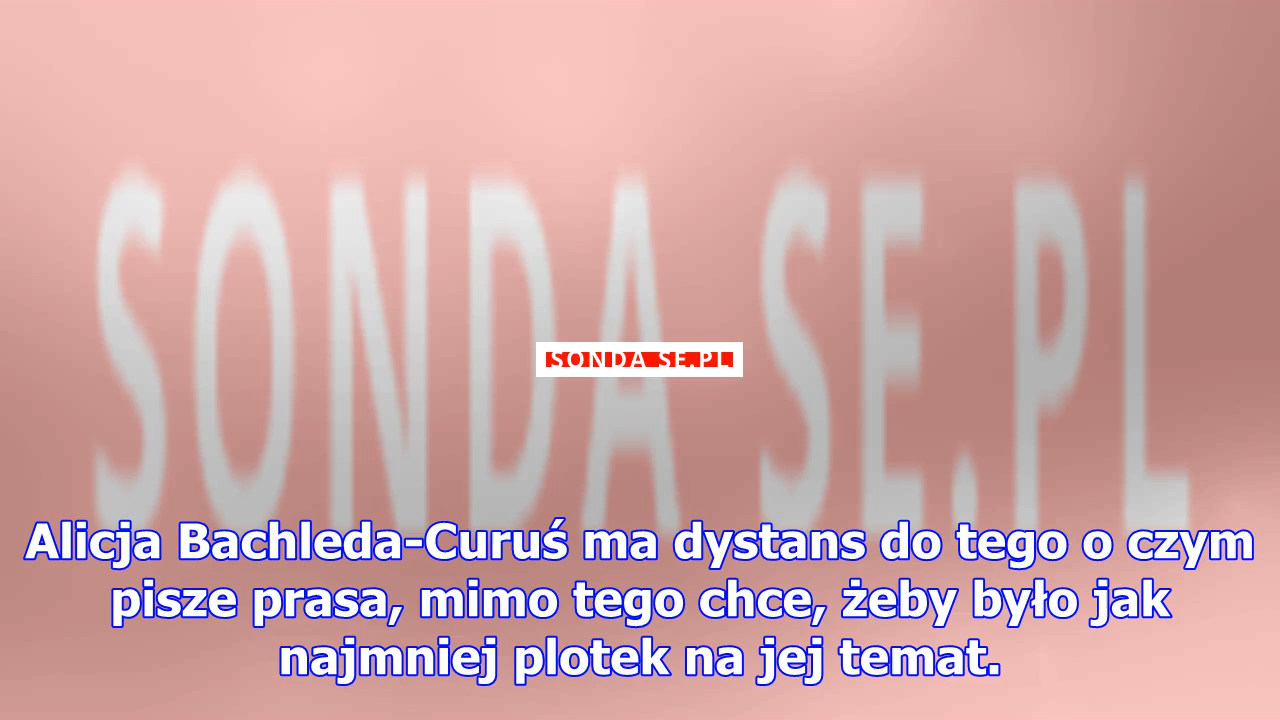 SONDA SE.PL
SONDA SE.PL
Alicja Bachleda-Curuś ma dystans do tego o czym
pisze prasa, mimo tego chce, żeby było jak
najmniej plotek na jej temat.